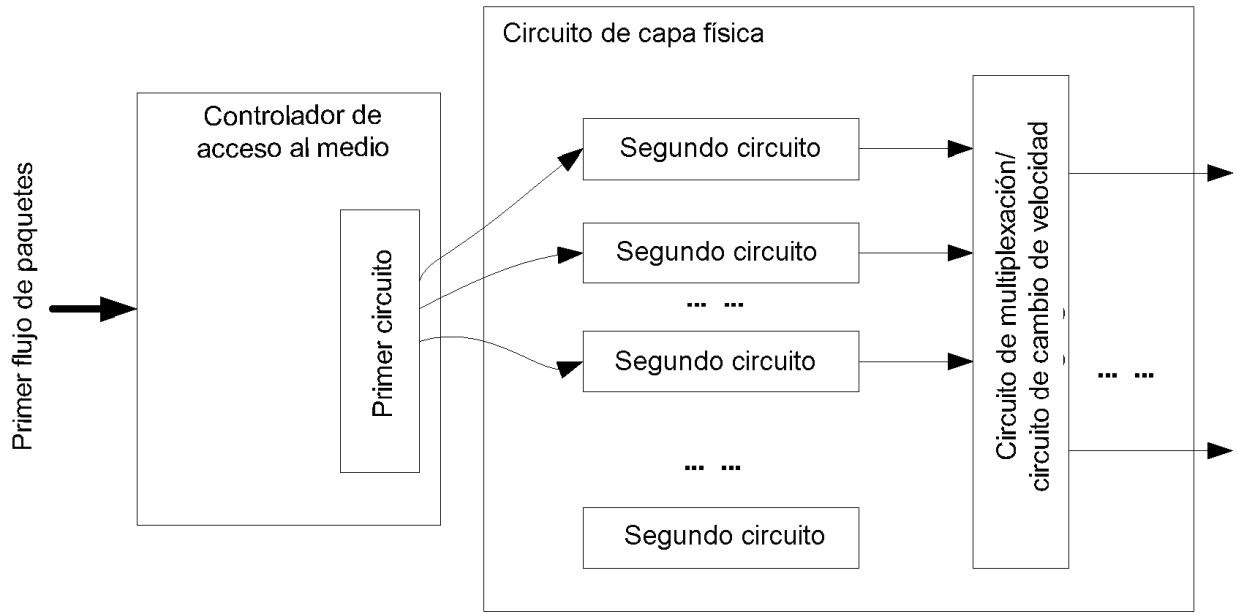 Primer flujo de paquetes
Controlador de
acceso al medio
Primer circuito
Circuito de capa física
Segundo circuito
Segundo circuito
... ...
Segundo circuito
... ...
Segundo circuito
Circuito de multiplexación/
circuito de cambio de velocidad
... ...